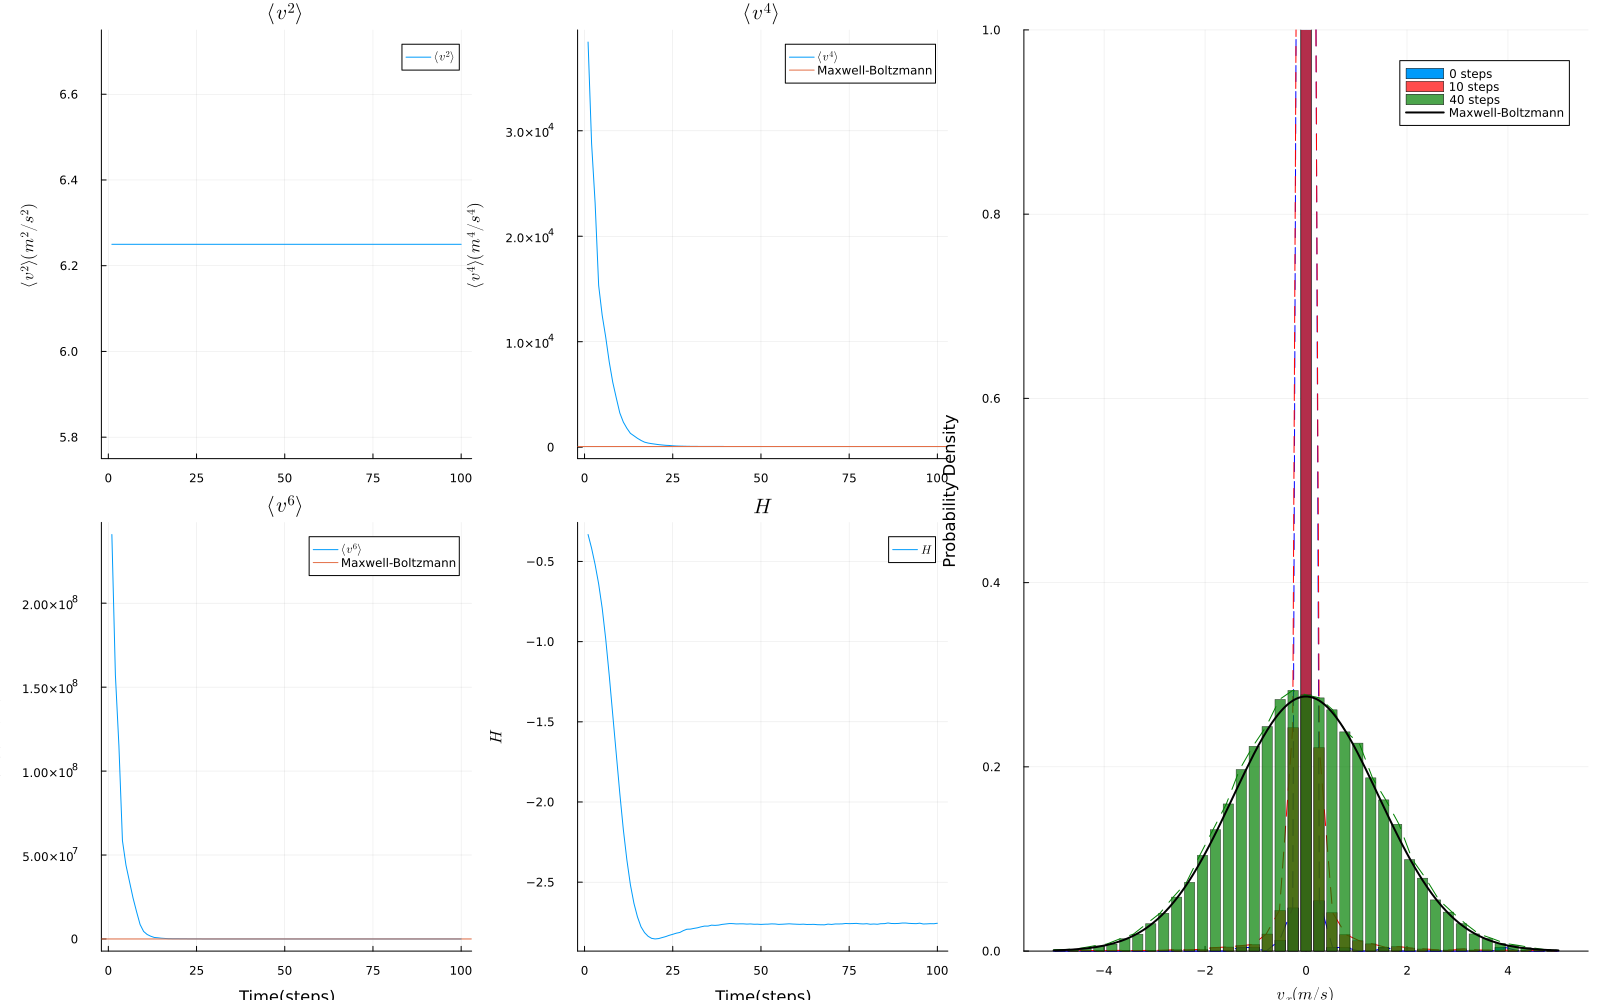 ⟨v²⟩
⟨v²⟩
6.6
6.4
6.2
6.0
5.8
⟨v²⟩(m²/s²)
0 25 50 75 100
⟨v⁴⟩
⟨v⁴⟩
Maxwell-Boltzmann
3.0×10⁴
2.0×10⁴
1.0×10⁴
0
⟨v⁴⟩(m⁴/s⁴)
0 25 50 75 100
⟨v⁶⟩
⟨v⁶⟩
Maxwell-Boltzmann
2.00×10⁸
1.50×10⁸
1.00×10⁸
5.00×10⁷
0
0 25 50 75 100
Time(steps)
H
H
−0.5
−1.0
−1.5
−2.0
−2.5
H
0 25 50 75 100
Time(steps)
0 steps
10 steps
40 steps
Maxwell-Boltzmann
1.0
0.8
0.6
0.4
0.2
0.0
Probability Density
−4 −2 0 2 4
vₓ(m/s)